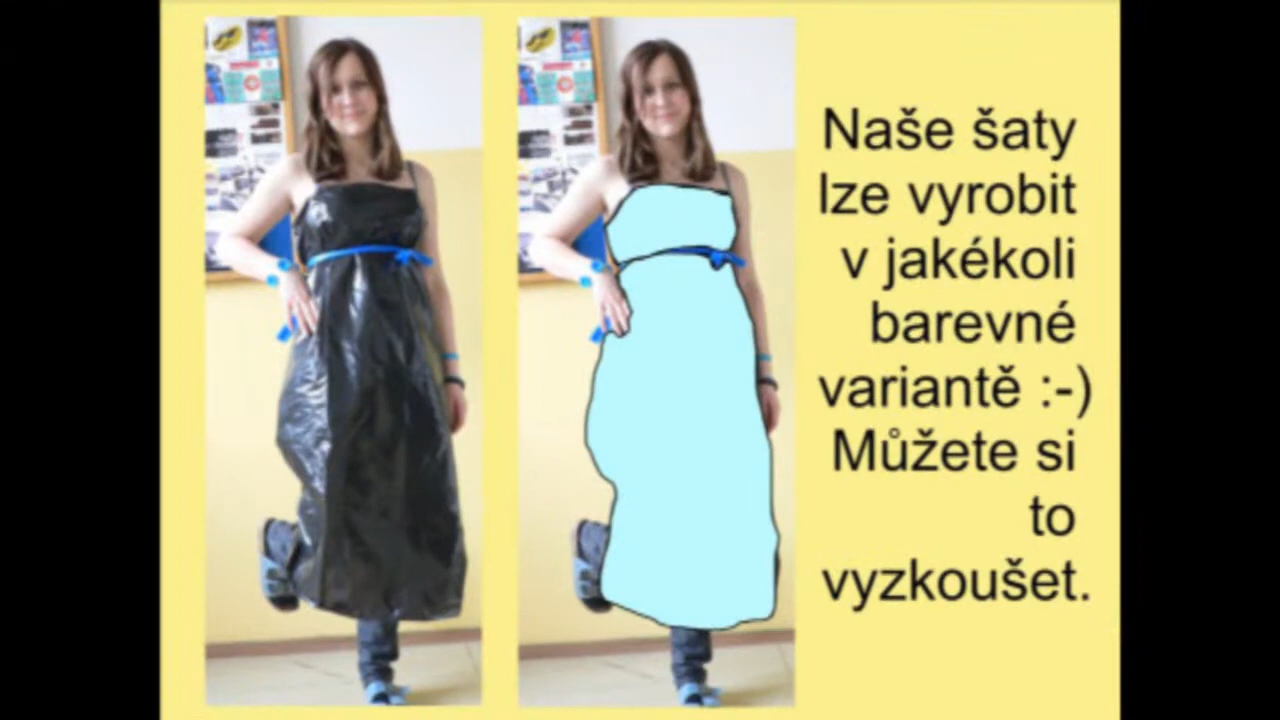 Naše šaty
lze vyrobit
v jakékoli
barevné
variantě :-)
Můžete si
to
vyzkoušet.